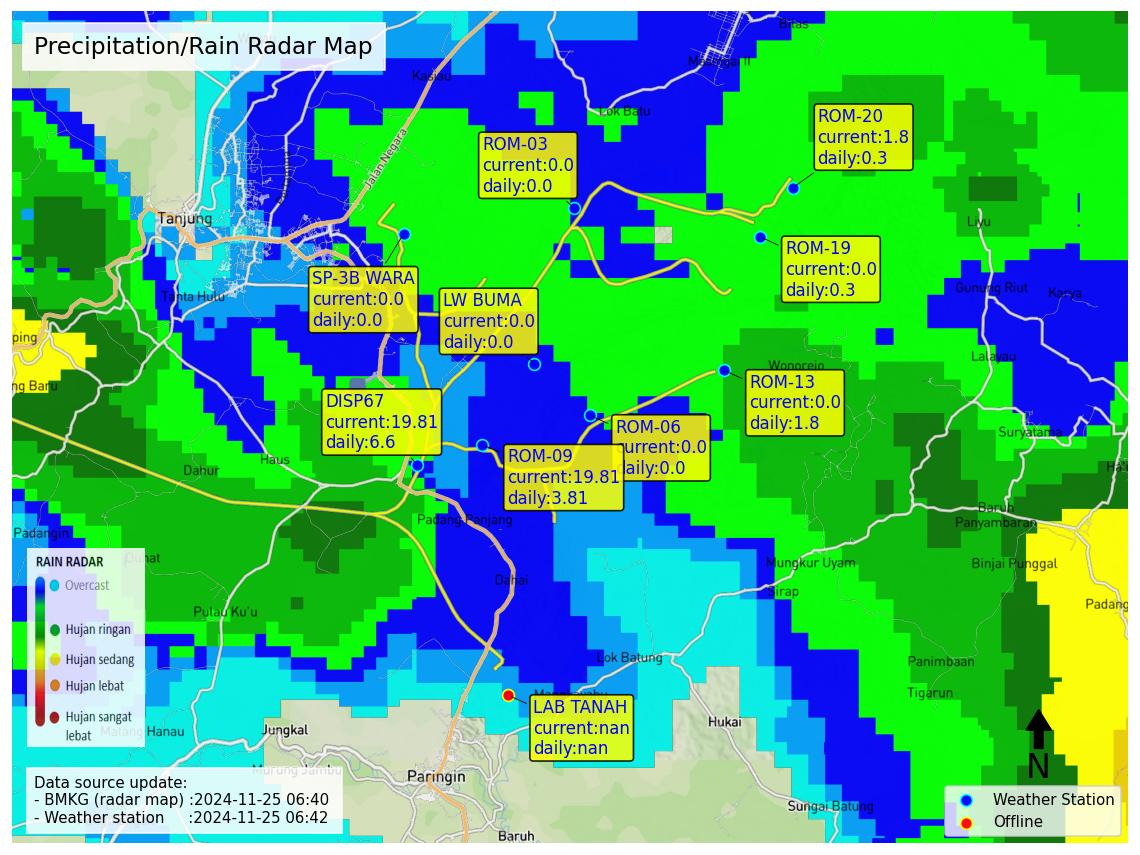 Precipitation/Rain Radar Map
Bitas
Kasiau
Lok Batu
Jalan Negara
ROM-20
current:1.8
daily:0.3
ROM-03
current:0.0
daily:0.0
Tanjung
Liyu
ROM-19
current:0.0
daily:0.3
SP-3B WARA
current:0.0
daily:0.0
LW BUMA
current:0.0
daily:0.0
Tanta Hulu
Gunung Riut
Karya
ping
Lalayau
Wonorejo
ng Baru
ROM-13
current:0.0
daily:1.8
DISP67
current:19.81
daily:6.6
ROM-06
current:0.0
daily:0.0
Suryatama
ROM-09
current:19.81
daily:3.81
Haus
Dahur
Baruh
Panyambaran
Padang Panjang
Padangin
Mungkur Uyam
Binjai Punggal
RAIN RADAR
Overcast
Hujan ringan
Hujan sedang
Hujan lebat
Hujan sangat
lebat
Dahai
Sirap
Padang
Pulau Ku'u
Lok Batung
Panimbaan
Tigarun
LAB TANAH
current:nan
daily:nan
Hukai
Matang Hanau
Jungkal
Murung Jambu
Paringin
N
Data source update:
- BMKG (radar map) :2024-11-25 06:40
- Weather station :2024-11-25 06:42
Sungai Batung
Baruh
Weather Station
Offline